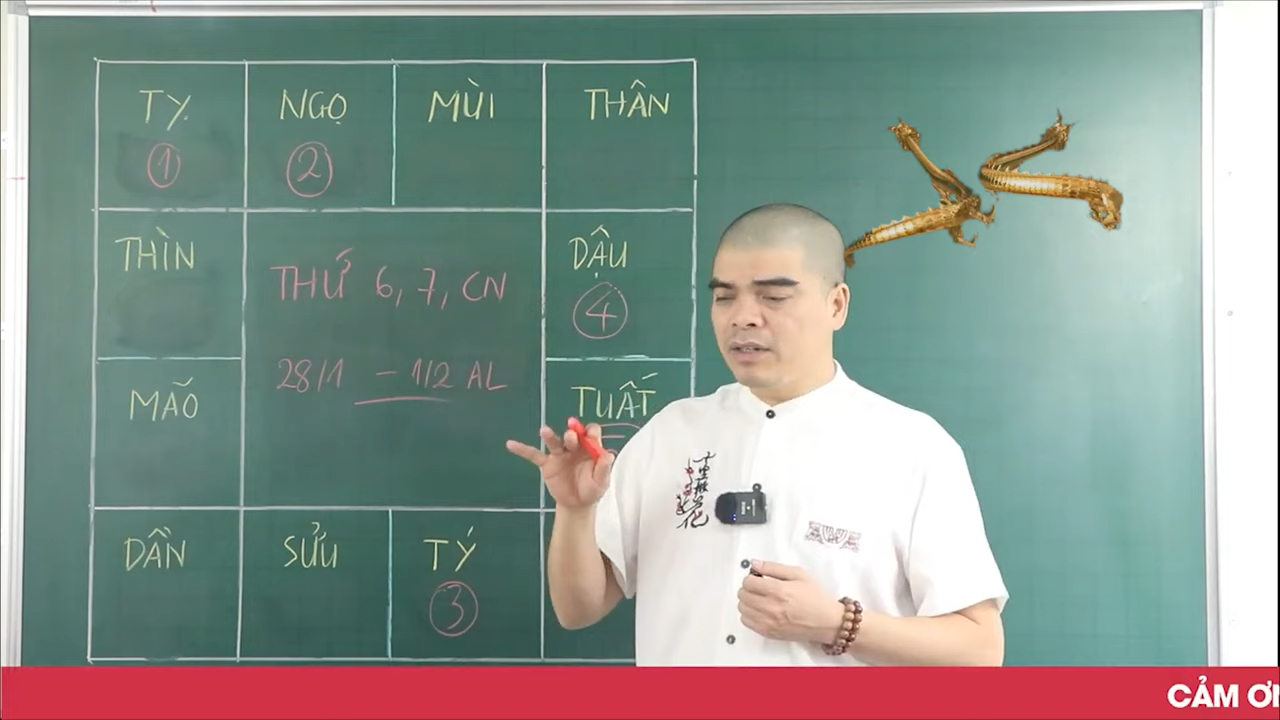 TỴ NGỌ MÙI THÂN
1 2
THÌN DẬU
THỨ 6, 7, CN
4
28/1 - 1/2 AL
MÃO TUẤT
DẦN SỬU TÝ
3
CẢM ƠN